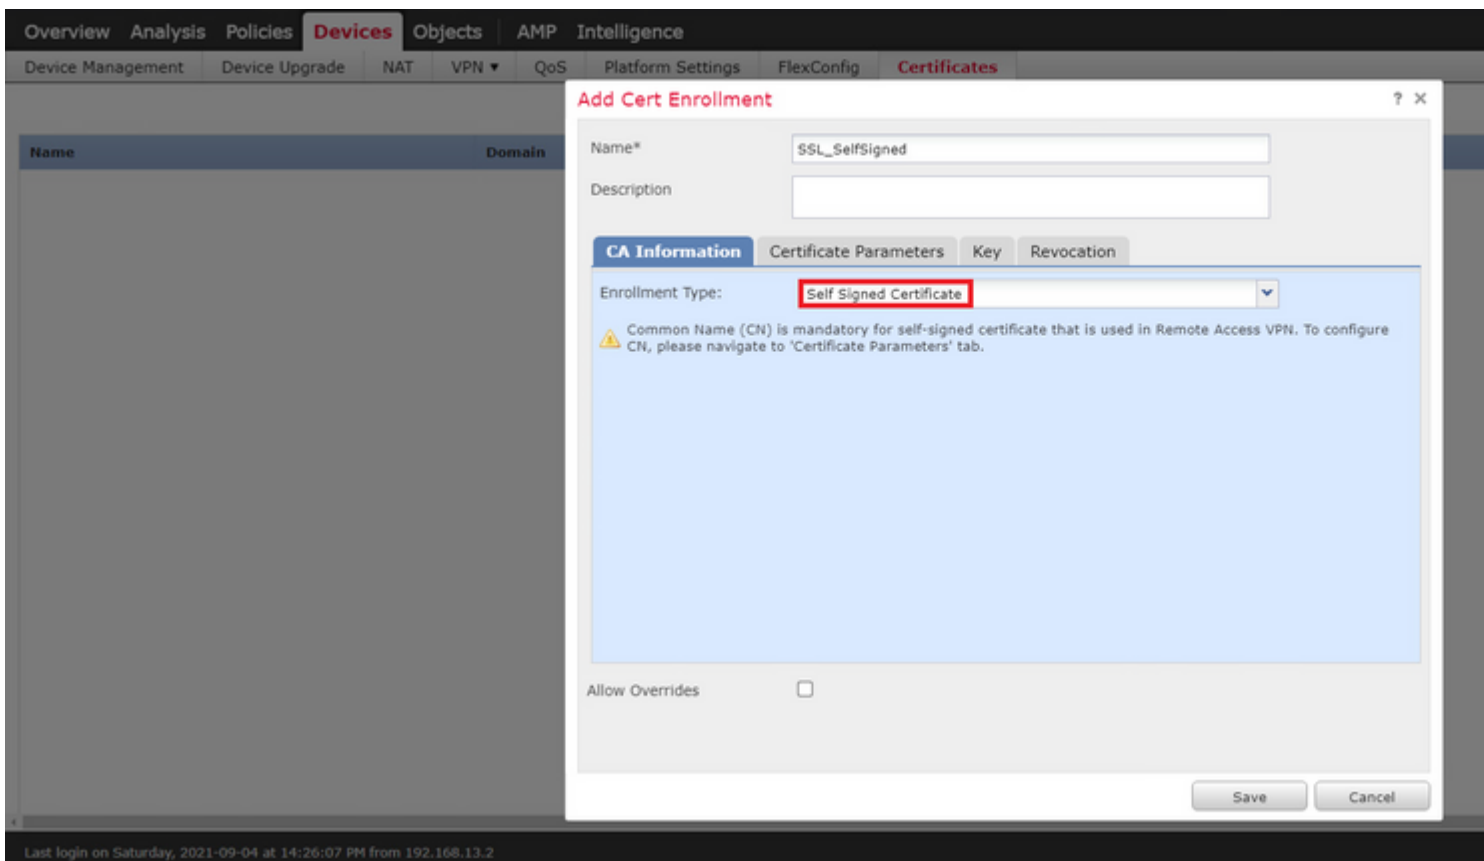 Overview Analysis Policies Devices Objects AMP Intelligence
Device Management Device Upgrade NAT VPN ▼ QoS Platform Settings FlexConfig Certificates
Add Cert Enrollment ? ×
Name Domain
Name* SSL_SelfSigned
Description
CA Information Certificate Parameters Key Revocation
Enrollment Type: Self Signed Certificate
Common Name (CN) is mandatory for self-signed certificate that is used in Remote Access VPN. To configure
CN, please navigate to 'Certificate Parameters' tab.
Allow Overrides
Save Cancel
Last login on Saturday, 2021-09-04 at 14:26:07 PM from 192.168.13.2